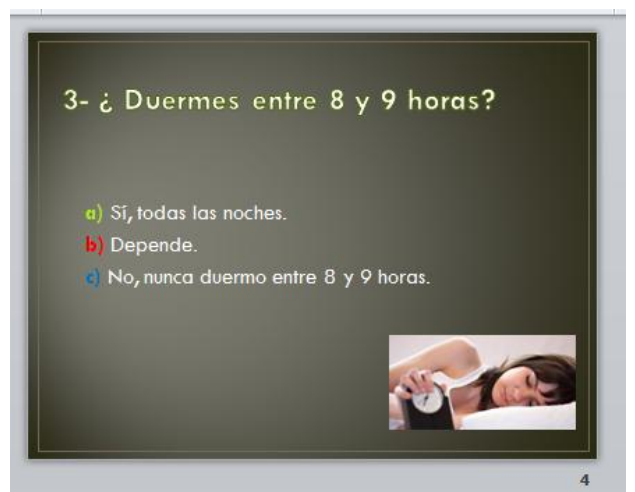 3- ¿ Duermes entre 8 y 9 horas?
a) Sí, todas las noches.
b) Depende.
c) No, nunca duermo entre 8 y 9 horas.
4